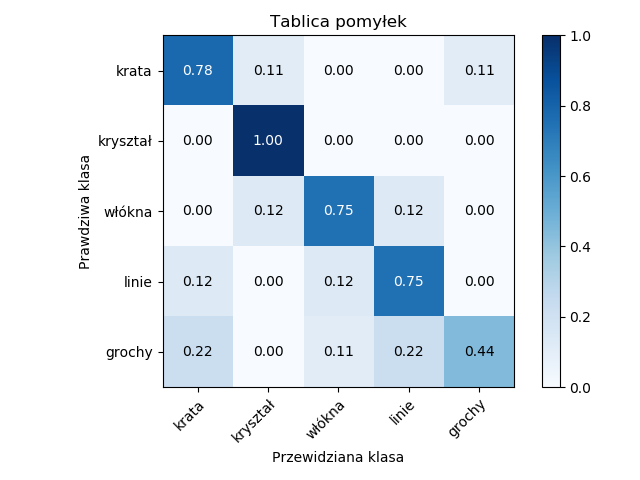 Tablica pomyłek
Prawdziwa klasa
krata 0.78 0.11 0.00 0.00 0.11
kryształ 0.00 1.00 0.00 0.00 0.00
włókna 0.00 0.12 0.75 0.12 0.00
linie 0.12 0.00 0.12 0.75 0.00
grochy 0.22 0.00 0.11 0.22 0.44
krata kryształ włókna linie grochy
Przewidziana klasa
1.0
0.8
0.6
0.4
0.2
0.0